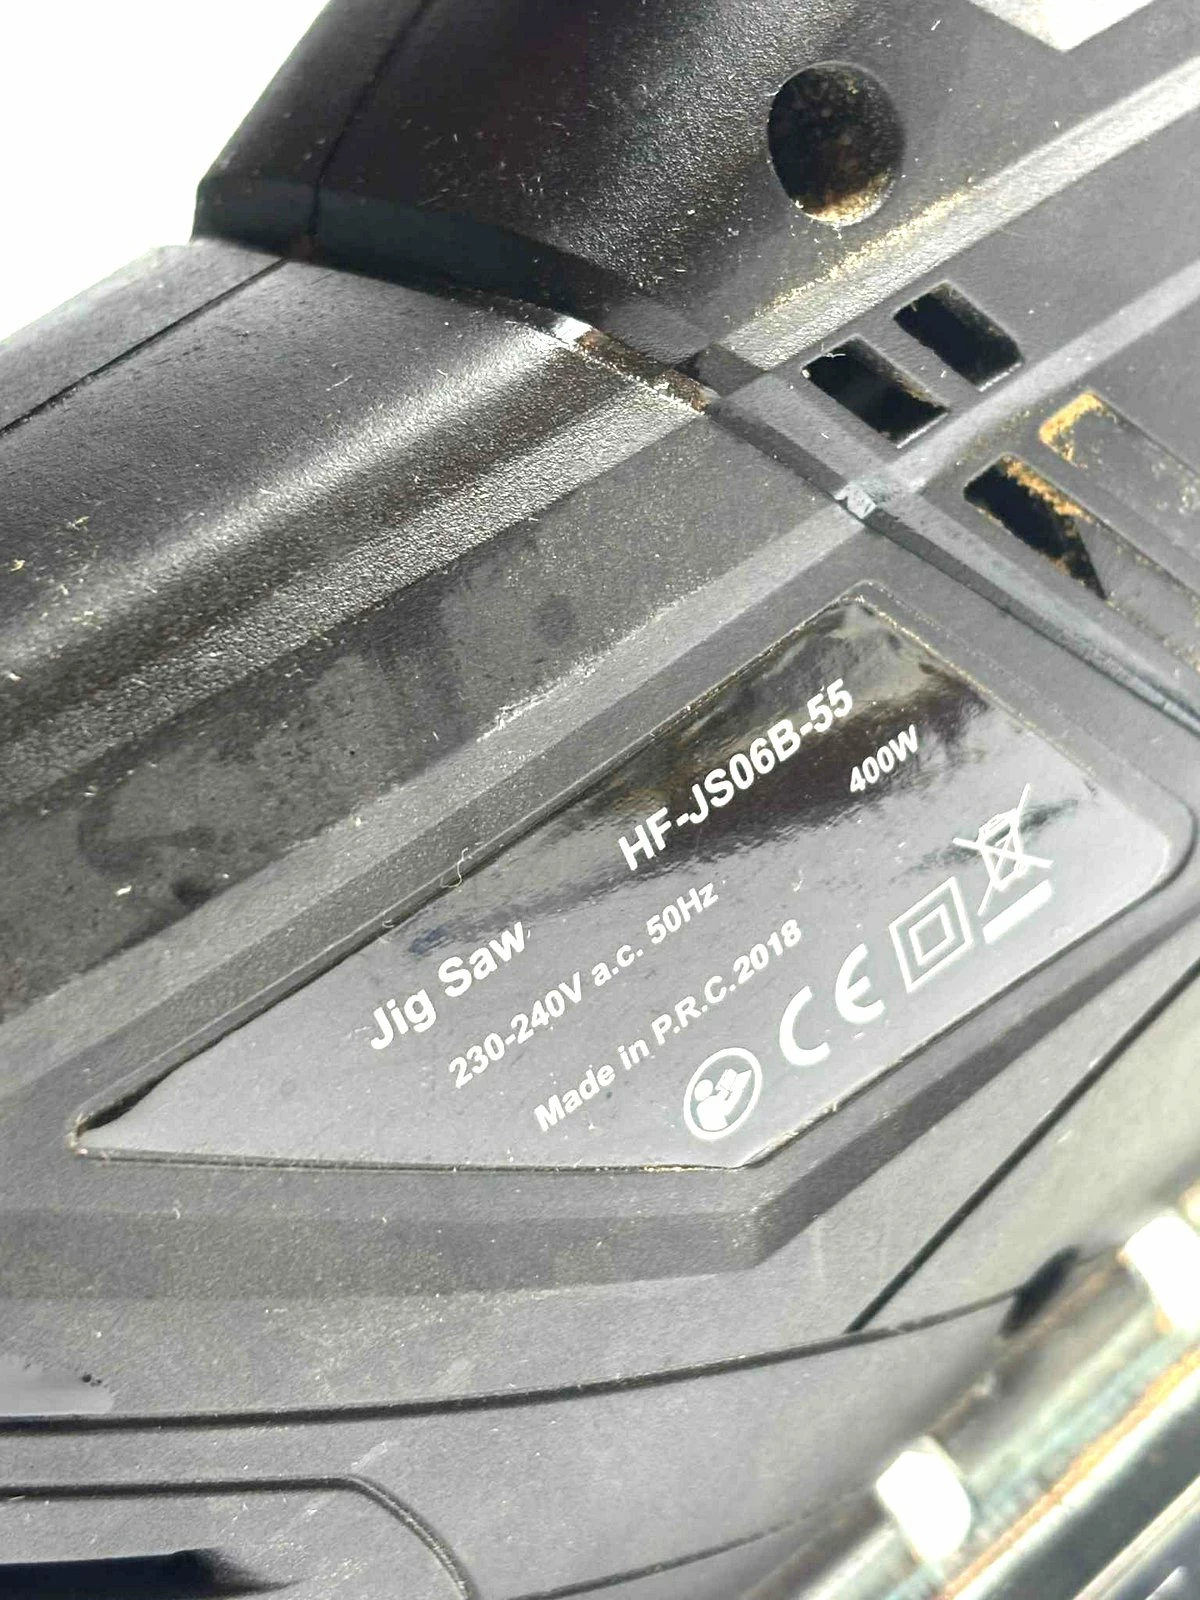 Jig Saw HF-JS06B-55
230-240V a.c. 50Hz 400W
Made in P.R.C.2018
CE